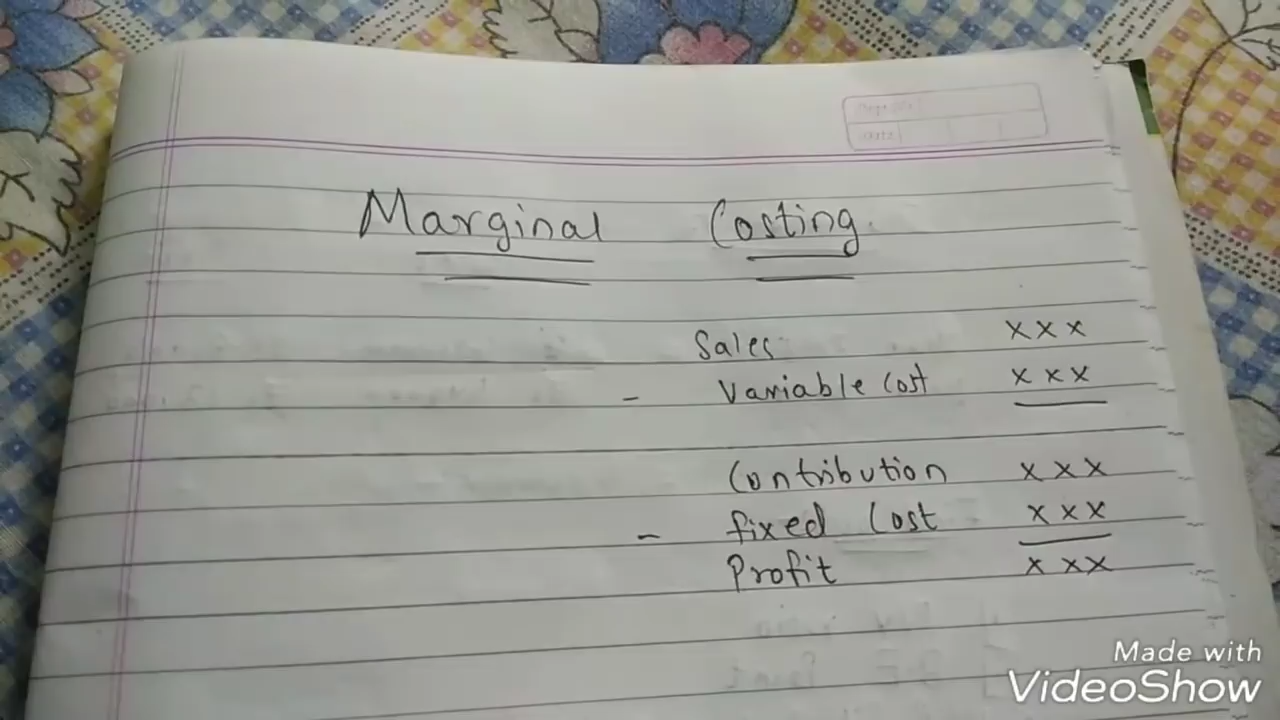 Marginal Costing
Sales xxx
- Variable Cost xxx
Contribution xxx
- fixed Cost xxx
Profit xxx
Made with
VideoShow